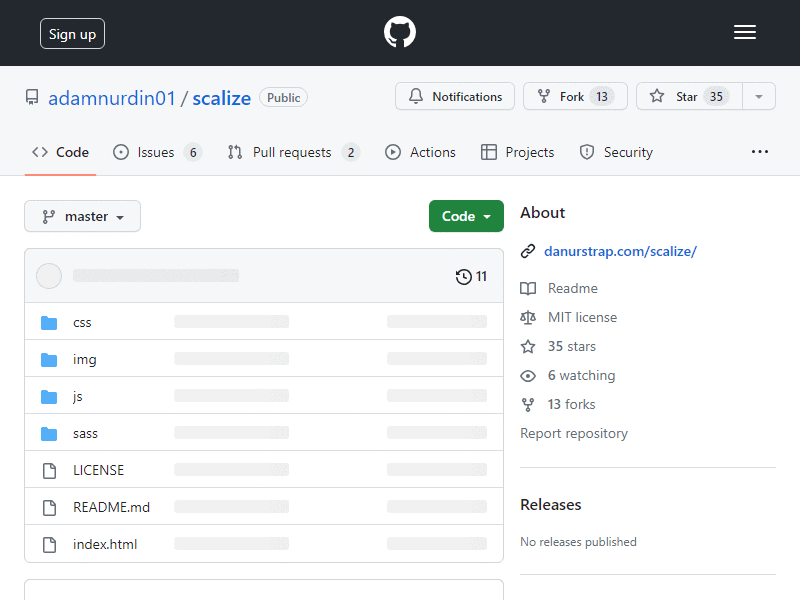 Sign up
adamnurdin01 / scalize Public
Notifications Fork 13 Star 35
Code Issues 6 Pull requests 2 Actions Projects Security
master Code
11
css
img
js
sass
LICENSE
README.md
index.html
About
danurstrap.com/scalize/
Readme
MIT license
35 stars
6 watching
13 forks
Report repository
Releases
No releases published